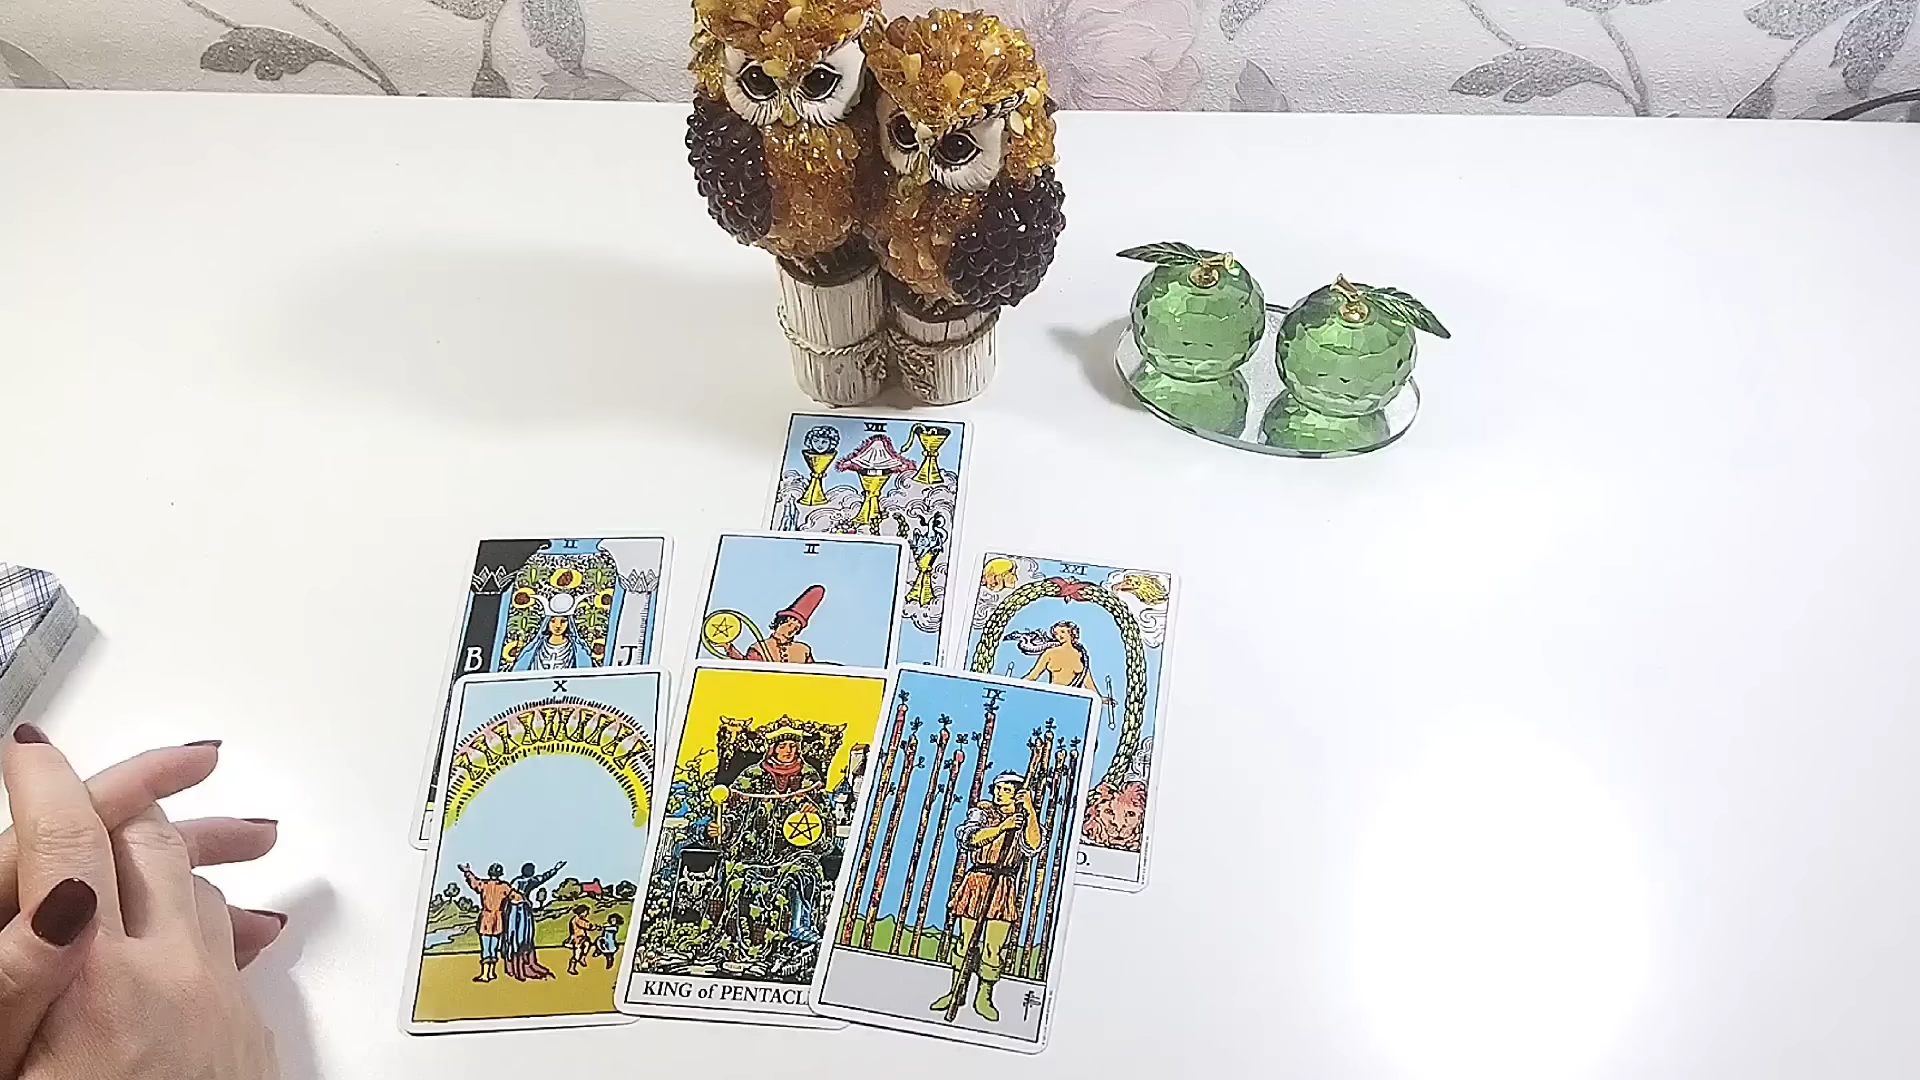 VII
II
II
XXI
B
J
X
IX
D.
KING of PENTACL